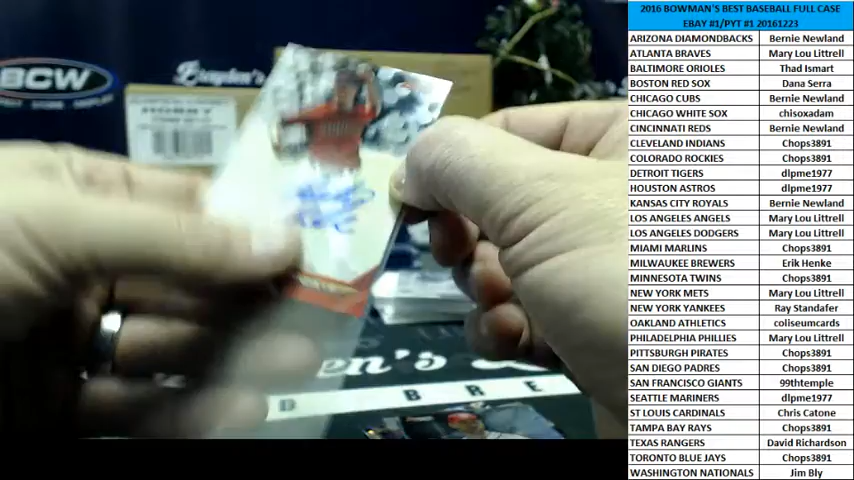 BCW
Brayden's
HOBBY
en's
D BRE
2016 BOWMAN'S BEST BASEBALL FULL CASE
EBAY #1/PYT #1 20161223
ARIZONA DIAMONDBACKS Bernie Newland
ATLANTA BRAVES Mary Lou Littrell
BALTIMORE ORIOLES Thad Ismart
BOSTON RED SOX Dana Serra
CHICAGO CUBS Bernie Newland
CHICAGO WHITE SOX chisoxadam
CINCINNATI REDS Bernie Newland
CLEVELAND INDIANS Chops3891
COLORADO ROCKIES Chops3891
DETROIT TIGERS dlpme1977
HOUSTON ASTROS dlpme1977
KANSAS CITY ROYALS Bernie Newland
LOS ANGELES ANGELS Mary Lou Littrell
LOS ANGELES DODGERS Mary Lou Littrell
MIAMI MARLINS Chops3891
MILWAUKEE BREWERS Erik Henke
MINNESOTA TWINS Chops3891
NEW YORK METS Mary Lou Littrell
NEW YORK YANKEES Ray Standafer
OAKLAND ATHLETICS coliseumcards
PHILADELPHIA PHILLIES Mary Lou Littrell
PITTSBURGH PIRATES Chops3891
SAN DIEGO PADRES Chops3891
SAN FRANCISCO GIANTS 99thtemple
SEATTLE MARINERS dlpme1977
ST LOUIS CARDINALS Chris Catone
TAMPA BAY RAYS Chops3891
TEXAS RANGERS David Richardson
TORONTO BLUE JAYS Chops3891
WASHINGTON NATIONALS Jim Bly